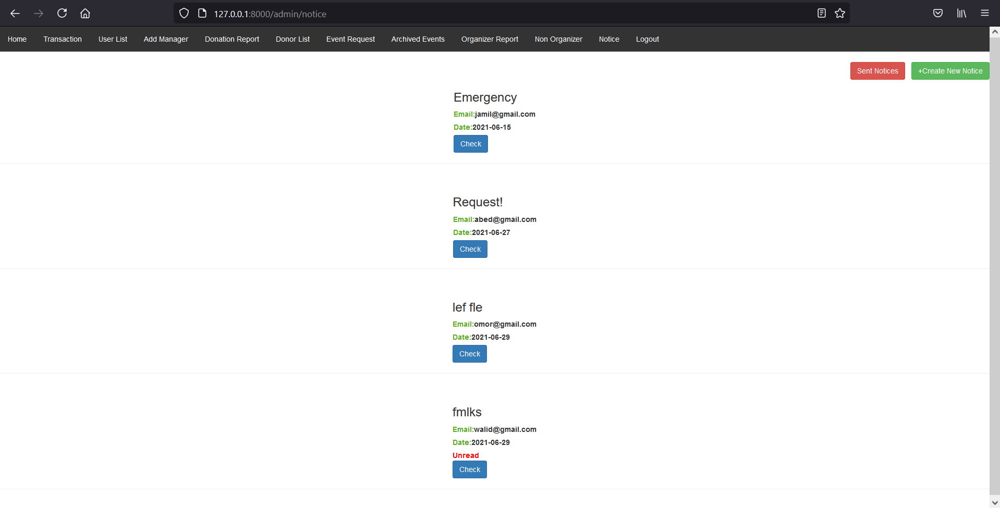 127.0.0.1:8000/admin/notice
Home Transaction User List Add Manager Donation Report Donor List Event Request Archived Events Organizer Report Non Organizer Notice Logout
Sent Notices +Create New Notice
Emergency
Email:jamil@gmail.com
Date:2021-06-15
Check
Request!
Email:abed@gmail.com
Date:2021-06-27
Check
lef fle
Email:omor@gmail.com
Date:2021-06-29
Check
fmlks
Email:walid@gmail.com
Date:2021-06-29
Unread
Check